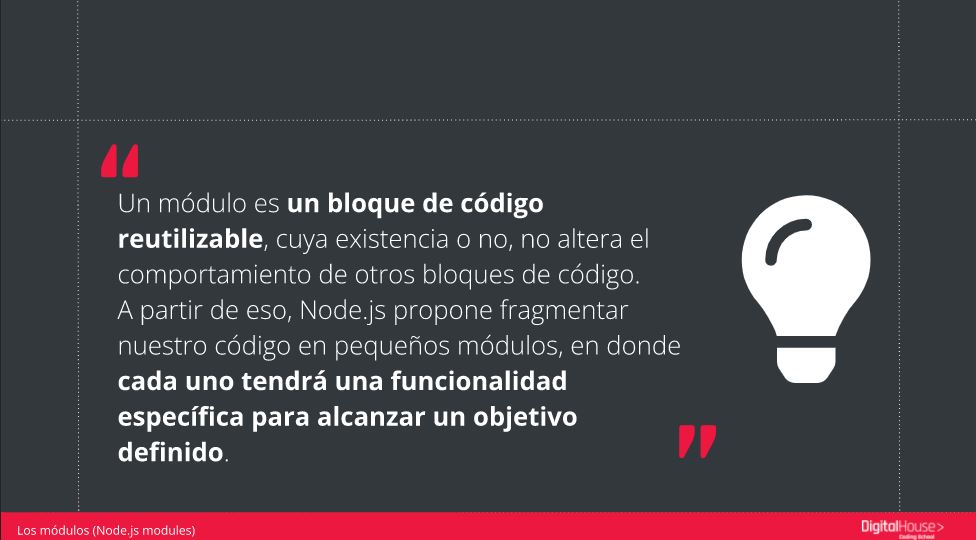 “
Un módulo es un bloque de código
reutilizable, cuya existencia o no, no altera el
comportamiento de otros bloques de código.
A partir de eso, Node.js propone fragmentar
nuestro código en pequeños módulos, en donde
cada uno tendrá una funcionalidad
específica para alcanzar un objetivo
definido.
”
Los módulos (Node.js modules)
DigitalHouse>
Coding School